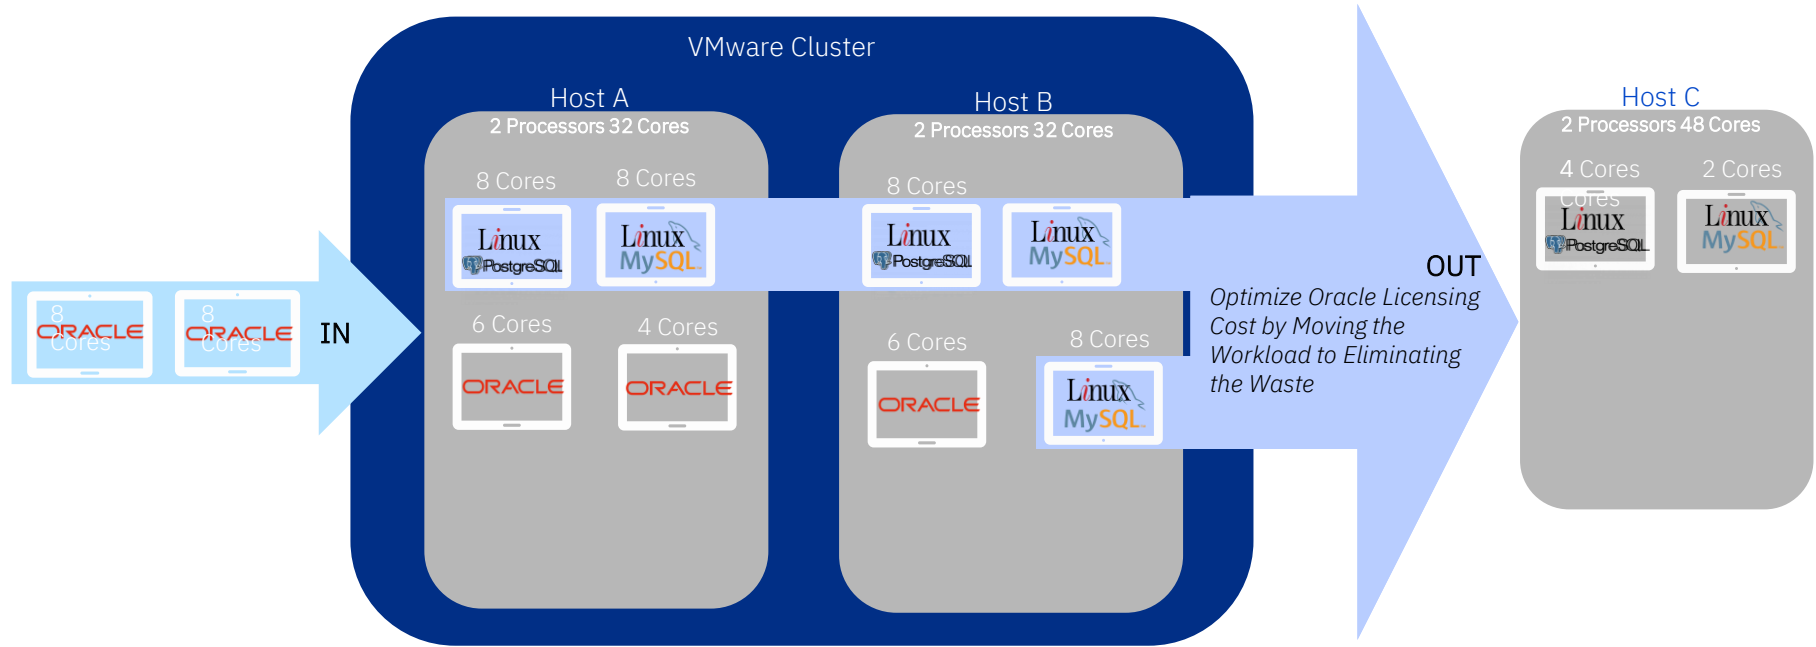 VMware Cluster
Host A
2 Processors 32 Cores
8 Cores
8 Cores
Linux
PostgreSQL
Linux
MySQL
6 Cores
4 Cores
ORACLE
ORACLE
Host B
2 Processors 32 Cores
8 Cores
Linux
PostgreSQL
Linux
MySQL
6 Cores
8 Cores
ORACLE
Linux
MySQL
8
Cores
ORACLE
8
Cores
ORACLE
IN
OUT
Optimize Oracle Licensing
Cost by Moving the
Workload to Eliminating
the Waste
Host C
2 Processors 48 Cores
4 Cores
Cores
2 Cores
Linux
PostgreSQL
Linux
MySQL